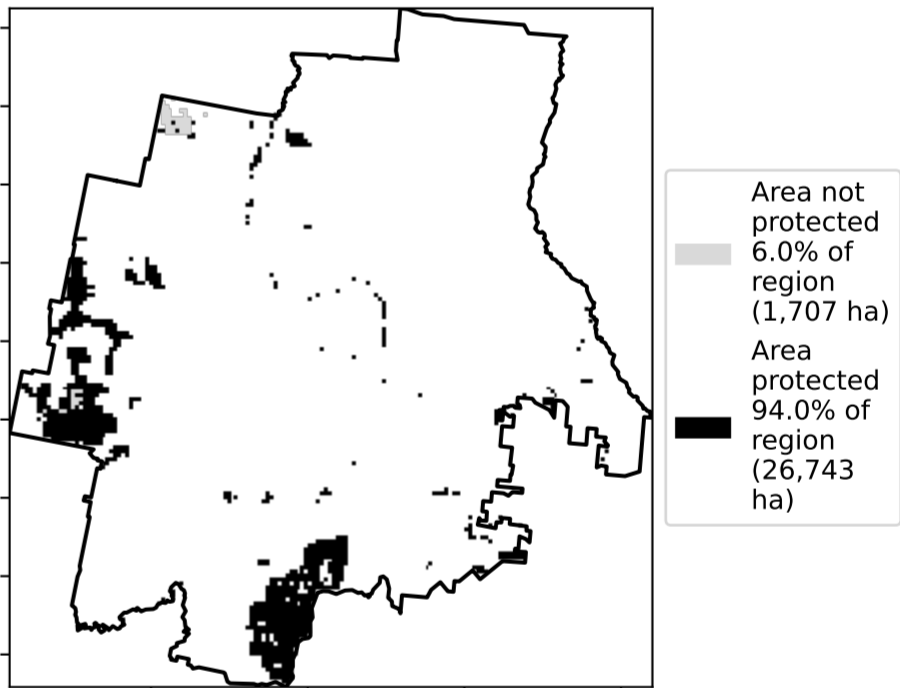 Area not
protected
6.0% of
region
(1,707 ha)
Area
protected
94.0% of
region
(26,743
ha)